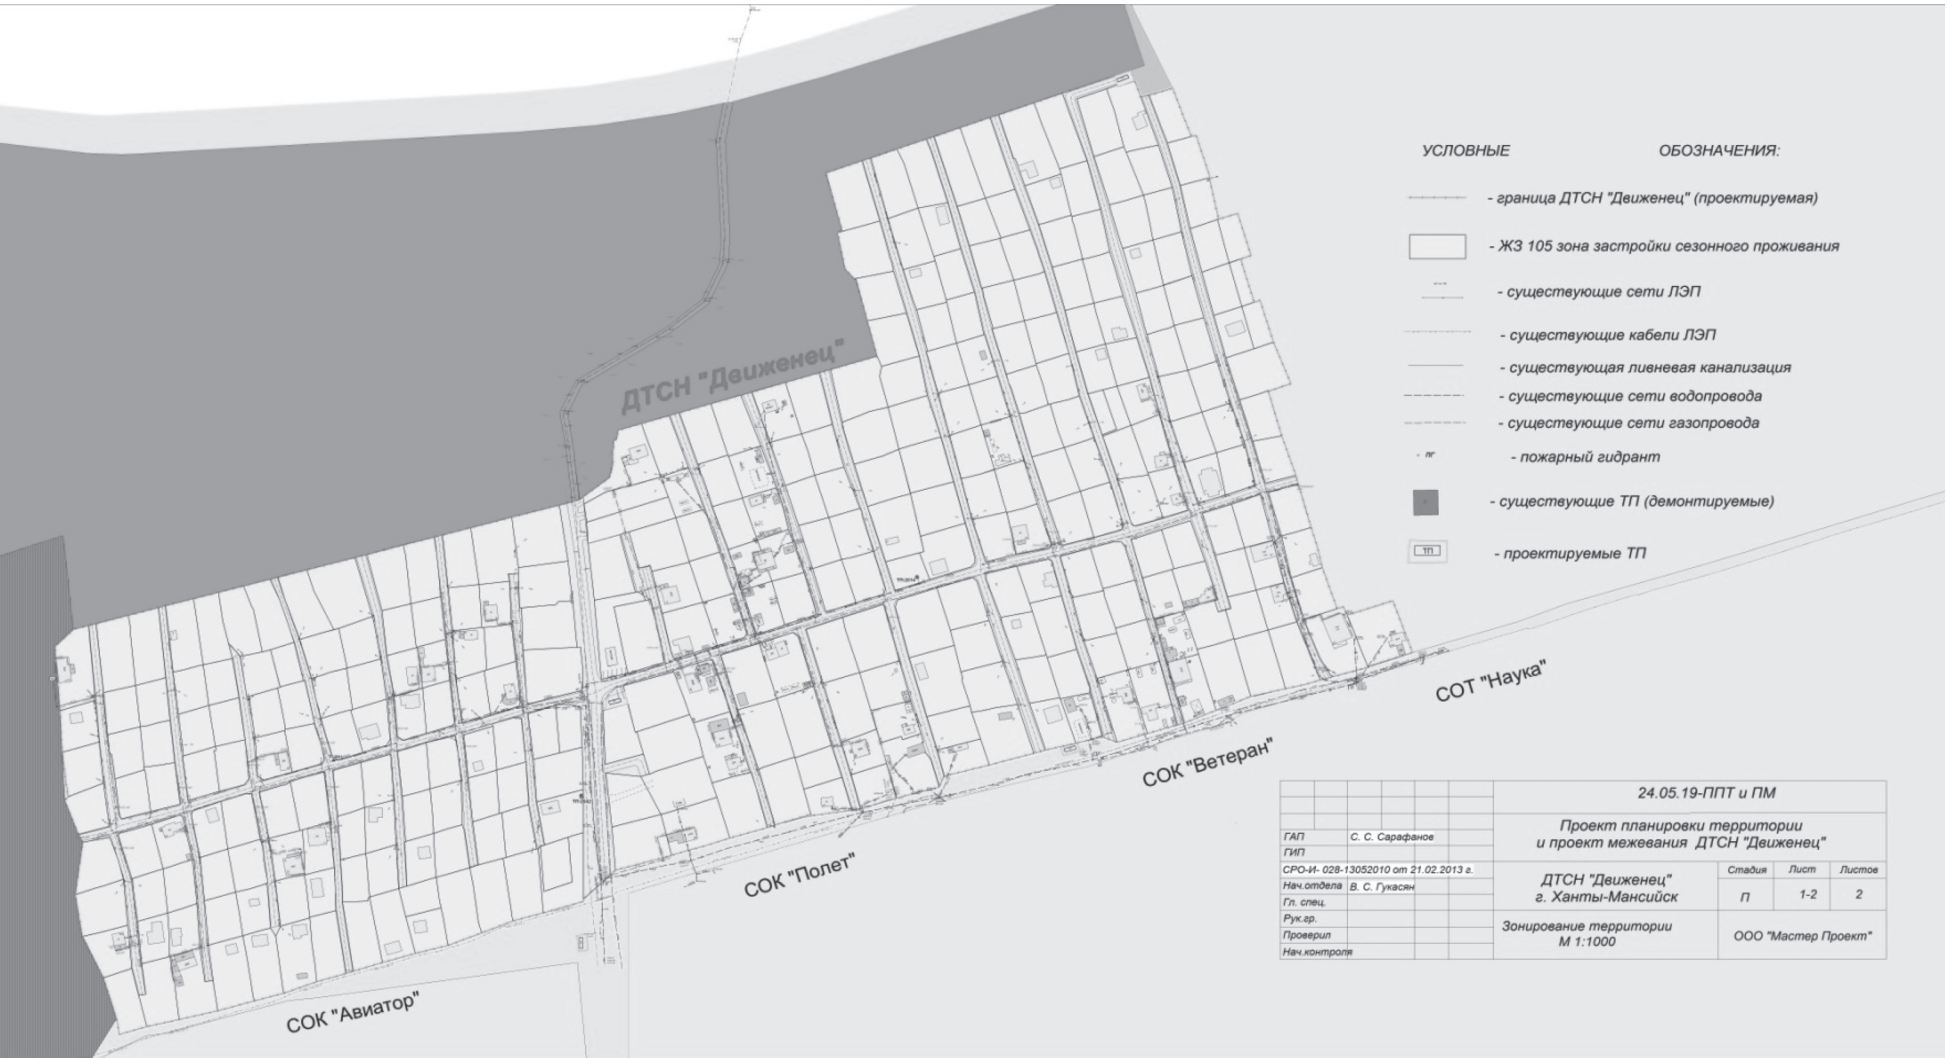 УСЛОВНЫЕ ОБОЗНАЧЕНИЯ:
- граница ДТСН "Движенец" (проектируемая)
- ЖЗ 105 зона застройки сезонного проживания
- существующие сети ЛЭП
- существующие кабели ЛЭП
- существующая ливневая канализация
- существующие сети водопровода
- существующие сети газопровода
ПГ - пожарный гидрант
- существующие ТП (демонтируемые)
ТП - проектируемые ТП
ДТСН "Движенец"
СОТ "Наука"
СОК "Ветеран"
СОК "Полет"
СОК "Авиатор"
24.05.19-ППТ и ПМ
Проект планировки территории
и проект межевания ДТСН "Движенец"
ГАП С. С. Сарафанов
ГИП
СРО-И- 028-13052010 от 21.02.2013 г.
Нач.отдела В. С. Гукасян
Гл. спец.
Рук.гр.
Проверил
Нач.контроля
ДТСН "Движенец"
г. Ханты-Мансийск
Стадия Лист Листов
П 1-2 2
Зонирование территории
М 1:1000
ООО "Мастер Проект"